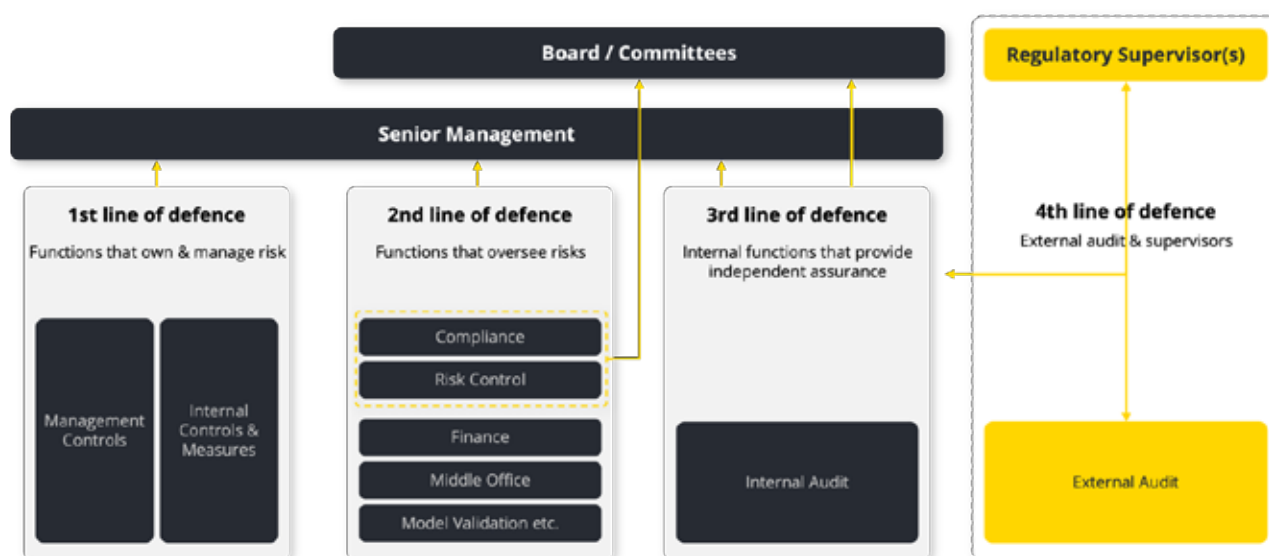 Board / Committees
Regulatory Supervisor(s)
Senior Management
1st line of defence
Functions that own & manage risk
Management
Controls
Internal
Controls &
Measures
2nd line of defence
Functions that oversee risks
Compliance
Risk Control
Finance
Middle Office
Model Validation etc.
3rd line of defence
Internal functions that provide
independent assurance
Internal Audit
4th line of defence
External audit & supervisors
External Audit